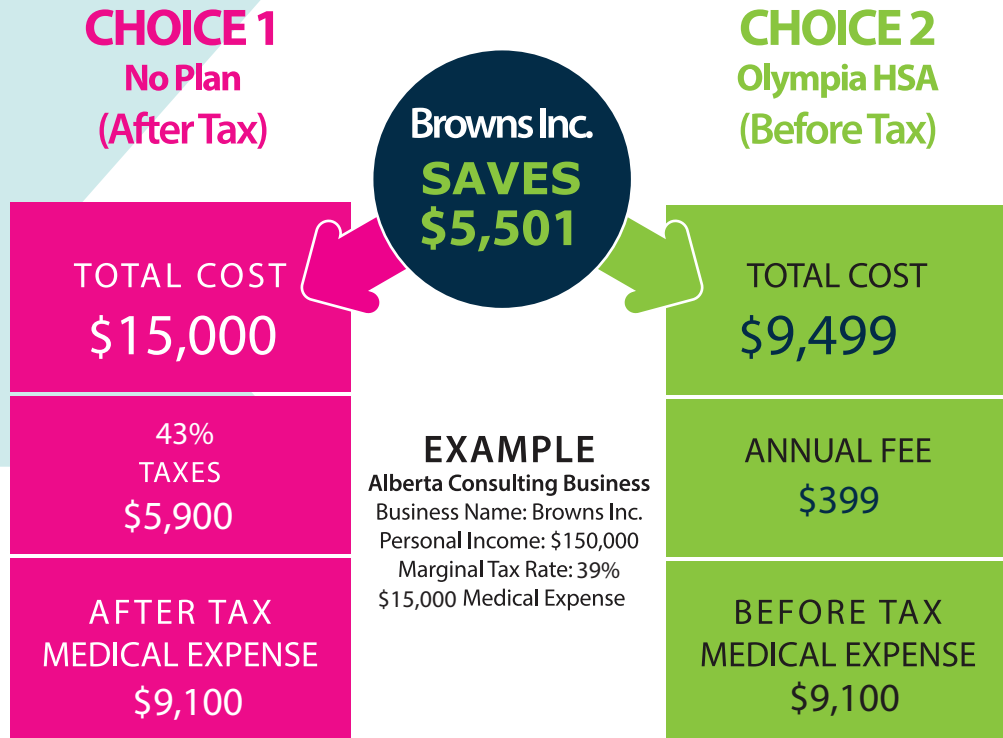 CHOICE 1
No Plan
(After Tax)
TOTAL COST
$15,000
43%
TAXES
$5,900
AFTER TAX
MEDICAL EXPENSE
$9,100
Browns Inc.
SAVES
$5,501
EXAMPLE
Alberta Consulting Business
Business Name: Browns Inc.
Personal Income: $150,000
Marginal Tax Rate: 39%
$15,000 Medical Expense
CHOICE 2
Olympia HSA
(Before Tax)
TOTAL COST
$9,499
ANNUAL FEE
$399
BEFORE TAX
MEDICAL EXPENSE
$9,100